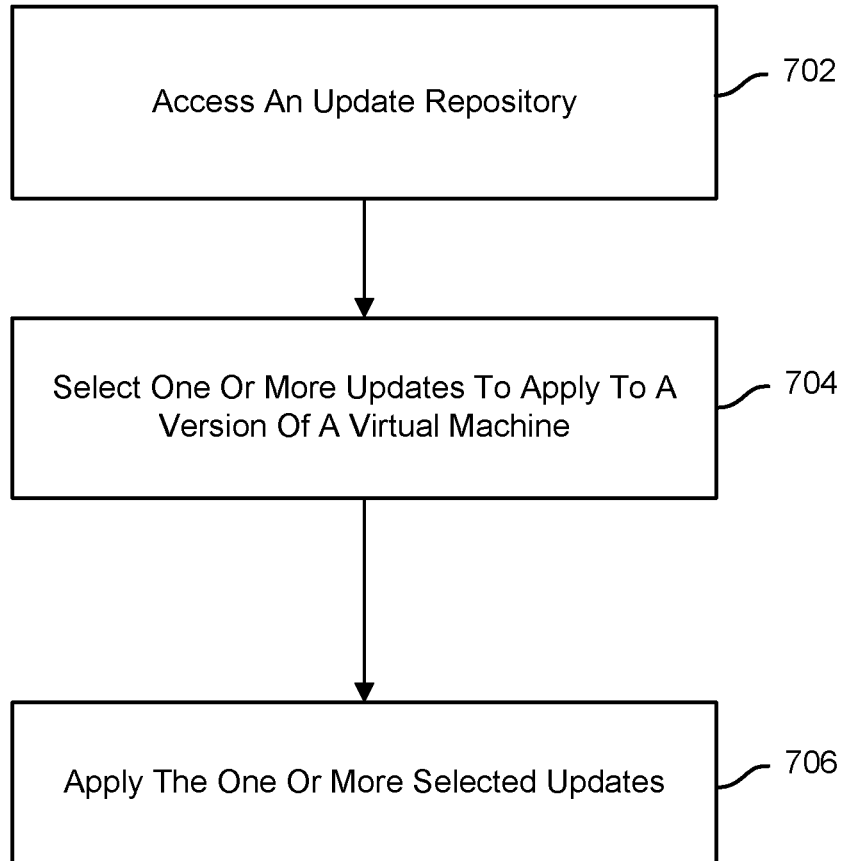 Access An Update Repository
702
Select One Or More Updates To Apply To A
Version Of A Virtual Machine
704
Apply The One Or More Selected Updates
706